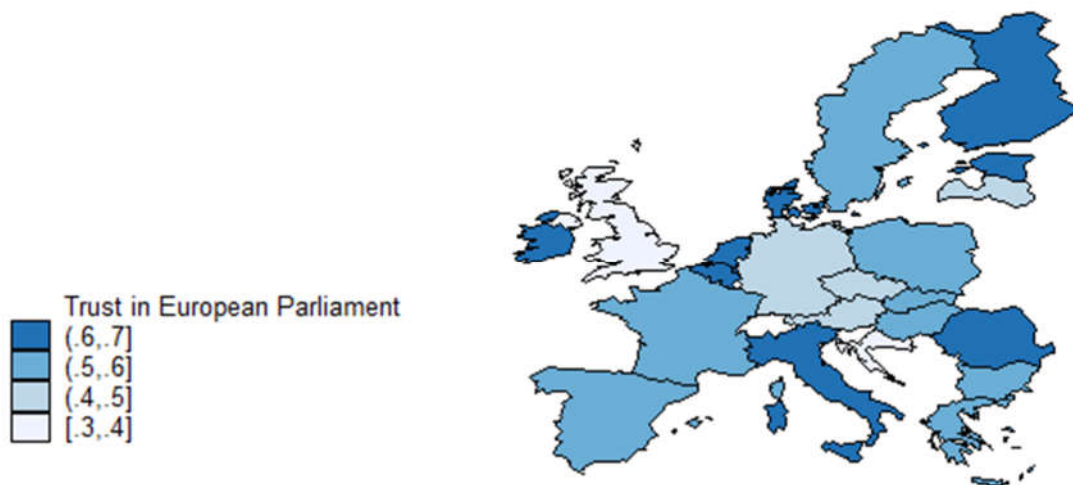 Trust in European Parliament
(.6,.7]
(.5,.6]
(.4,.5]
[.3,.4]